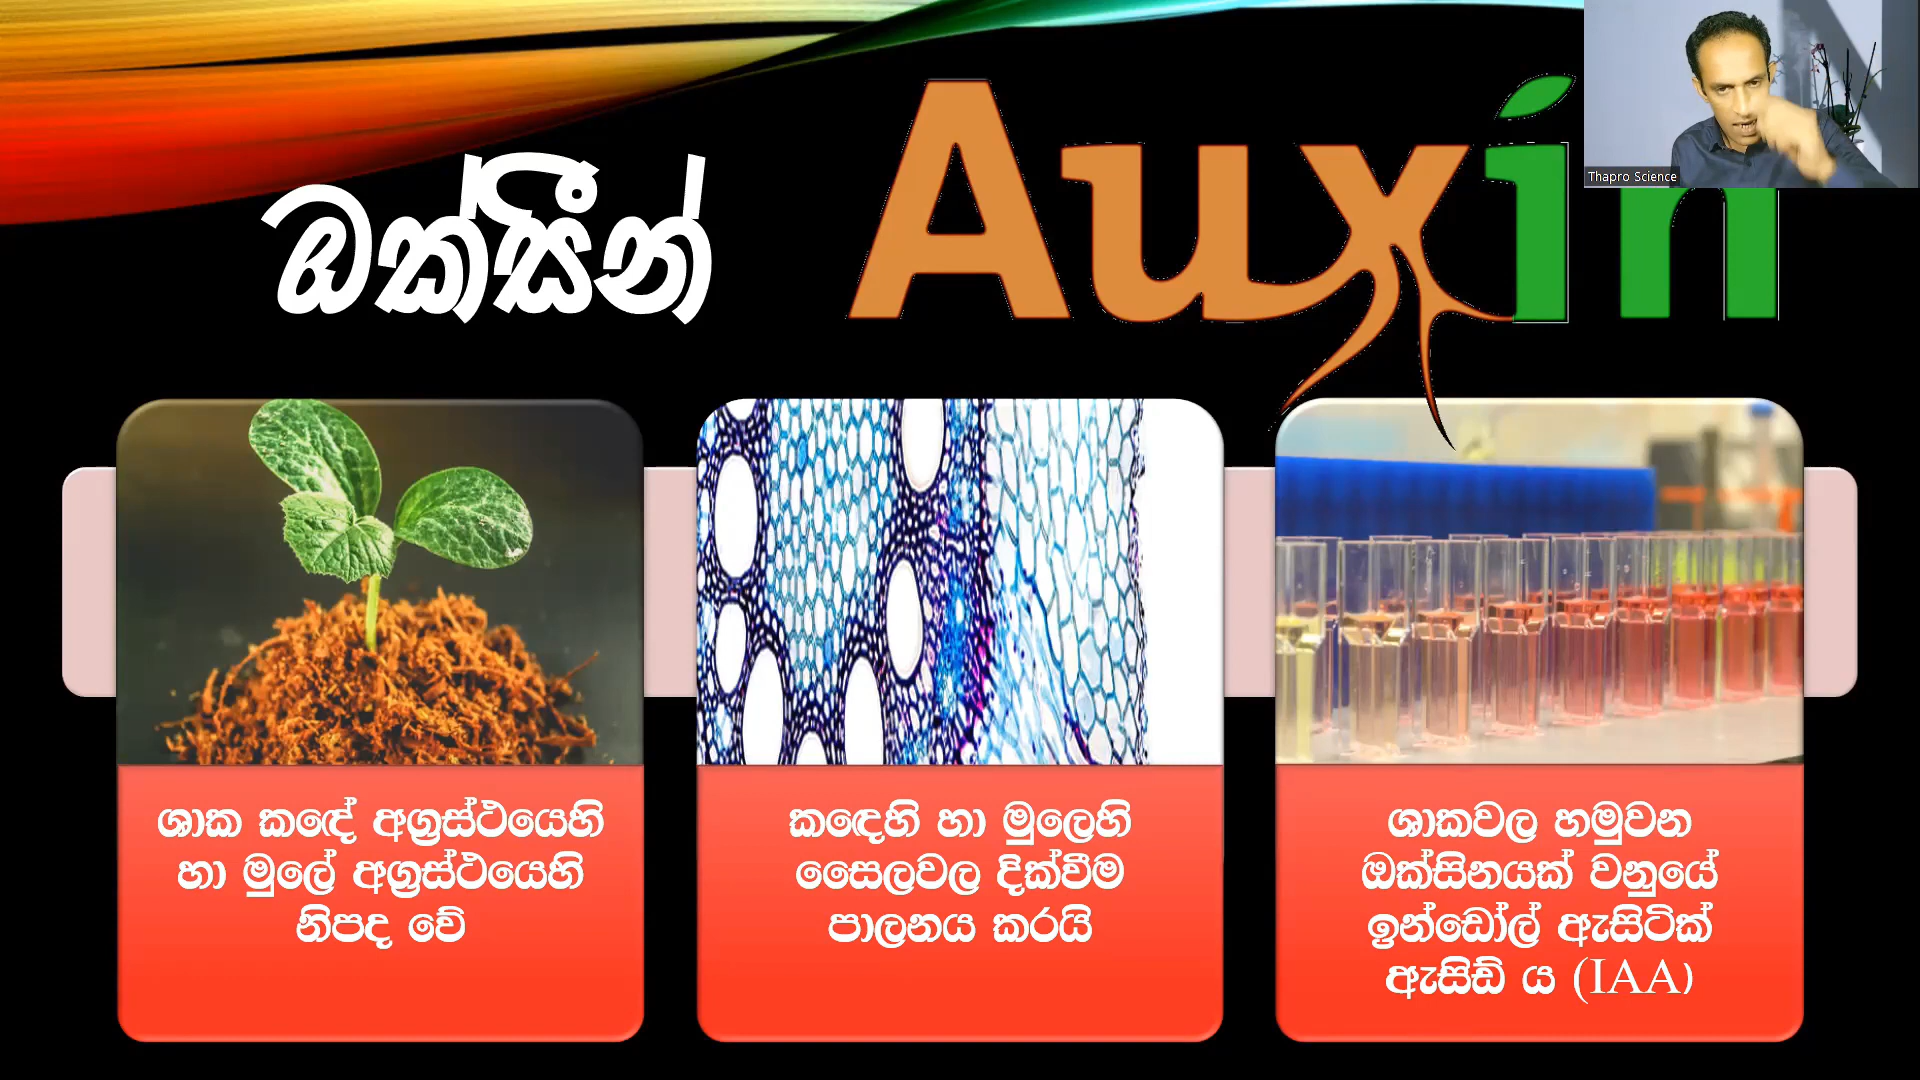 ඔක්සීන්
Auxin
Thapro Science
ශාක කඳේ අග්‍රස්ථයෙහි
හා මුලේ අග්‍රස්ථයෙහි
නිපද වේ
කඳෙහි හා මුලෙහි
සෛලවල දික්වීම
පාලනය කරයි
ශාකවල හමුවන
ඔක්සිනයක් වනුයේ
ඉන්ඩෝල් ඇසිටික්
ඇසිඩ් ය (IAA)